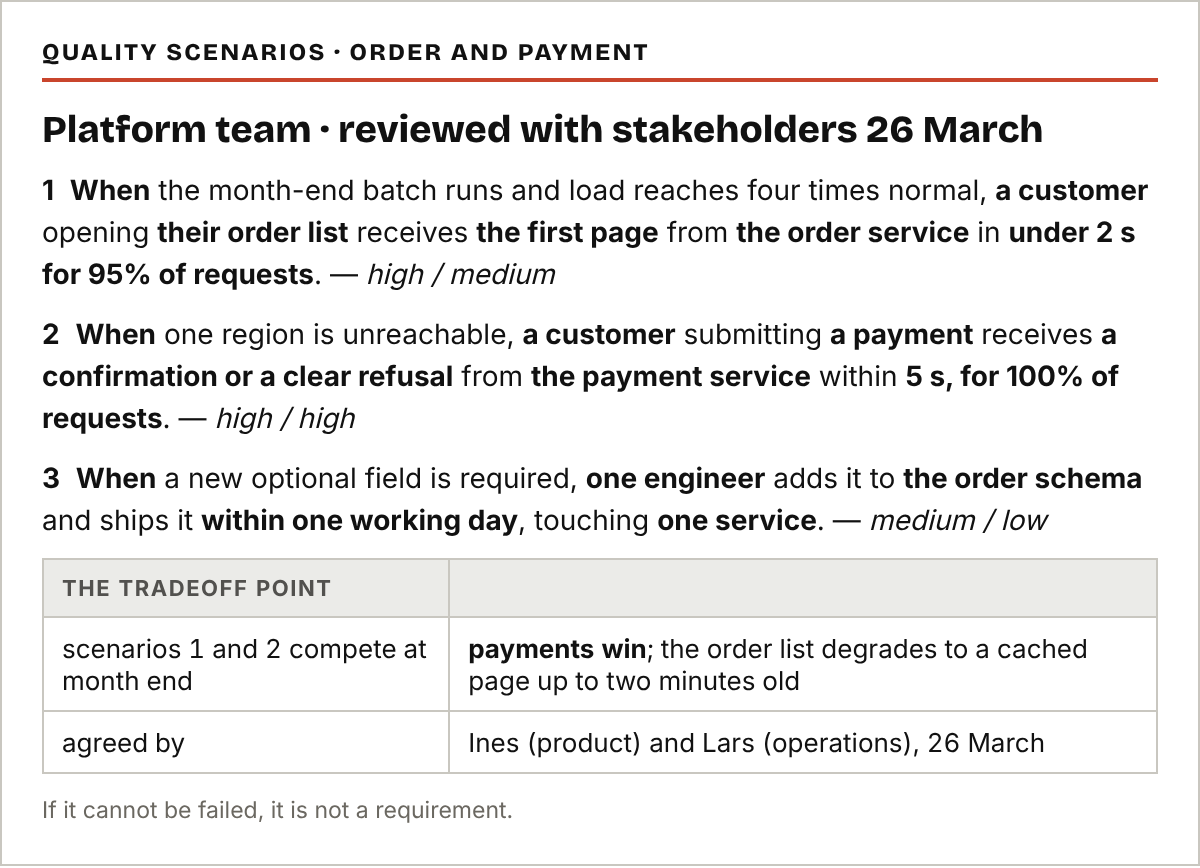 QUALITY SCENARIOS · ORDER AND PAYMENT
Platform team · reviewed with stakeholders 26 March
1 When the month-end batch runs and load reaches four times normal, a customer
opening their order list receives the first page from the order service in under 2 s
for 95% of requests. — high / medium
2 When one region is unreachable, a customer submitting a payment receives a
confirmation or a clear refusal from the payment service within 5 s, for 100% of
requests. — high / high
3 When a new optional field is required, one engineer adds it to the order schema
and ships it within one working day, touching one service. — medium / low
THE TRADEOFF POINT
scenarios 1 and 2 compete at
month end
payments win; the order list degrades to a cached
page up to two minutes old
agreed by
Ines (product) and Lars (operations), 26 March
If it cannot be failed, it is not a requirement.